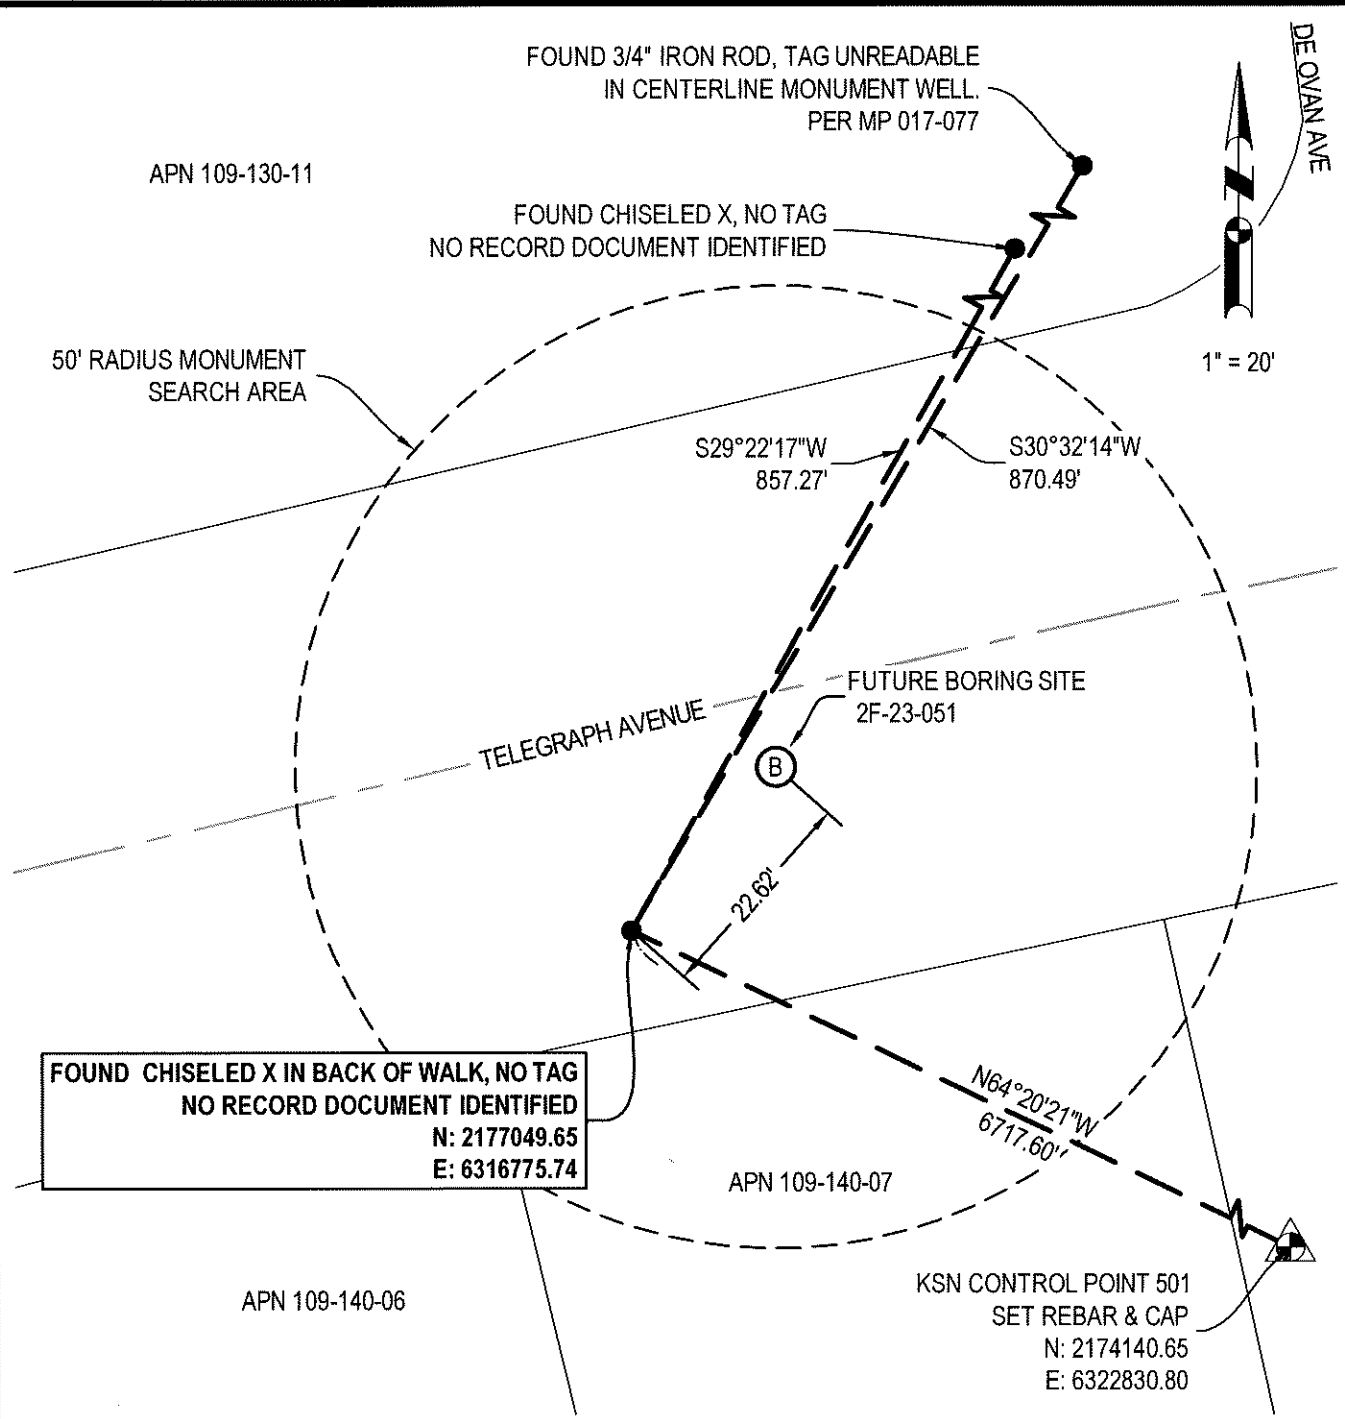 FOUND 3/4" IRON ROD, TAG UNREADABLE
IN CENTERLINE MONUMENT WELL.
PER MP 017-077
DE OVAN AVE
APN 109-130-11
FOUND CHISELED X, NO TAG
NO RECORD DOCUMENT IDENTIFIED
50' RADIUS MONUMENT
SEARCH AREA
1" = 20'
S29°22'17"W
857.27'
S30°32'14"W
870.49'
FUTURE BORING SITE
2F-23-051
TELEGRAPH AVENUE
B
22.62'
FOUND CHISELED X IN BACK OF WALK, NO TAG
NO RECORD DOCUMENT IDENTIFIED
N: 2177049.65
E: 6316775.74
N64°20'21"W
6717.60'
APN 109-140-07
APN 109-140-06
KSN CONTROL POINT 501
SET REBAR & CAP
N: 2174140.65
E: 6322830.80